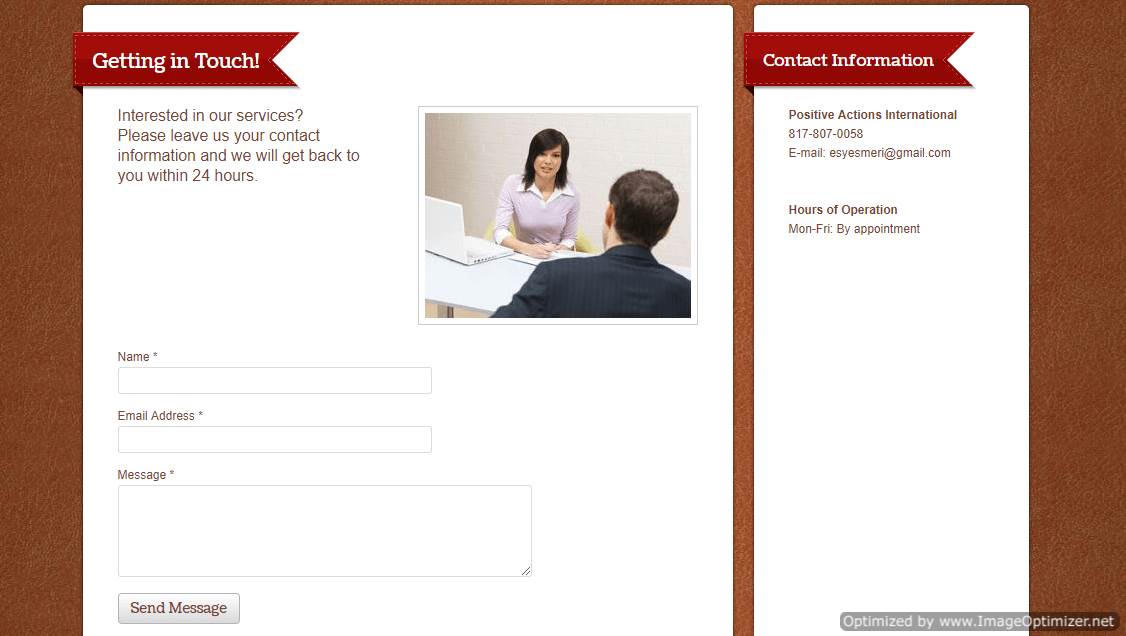 Getting in Touch!
Interested in our services?
Please leave us your contact
information and we will get back to
you within 24 hours.
Name *
Email Address *
Message *
Send Message
Contact Information
Positive Actions International
817-807-0058
E-mail: esyesmeri@gmail.com
Hours of Operation
Mon-Fri: By appointment
Optimized by www.ImageOptimizer.net